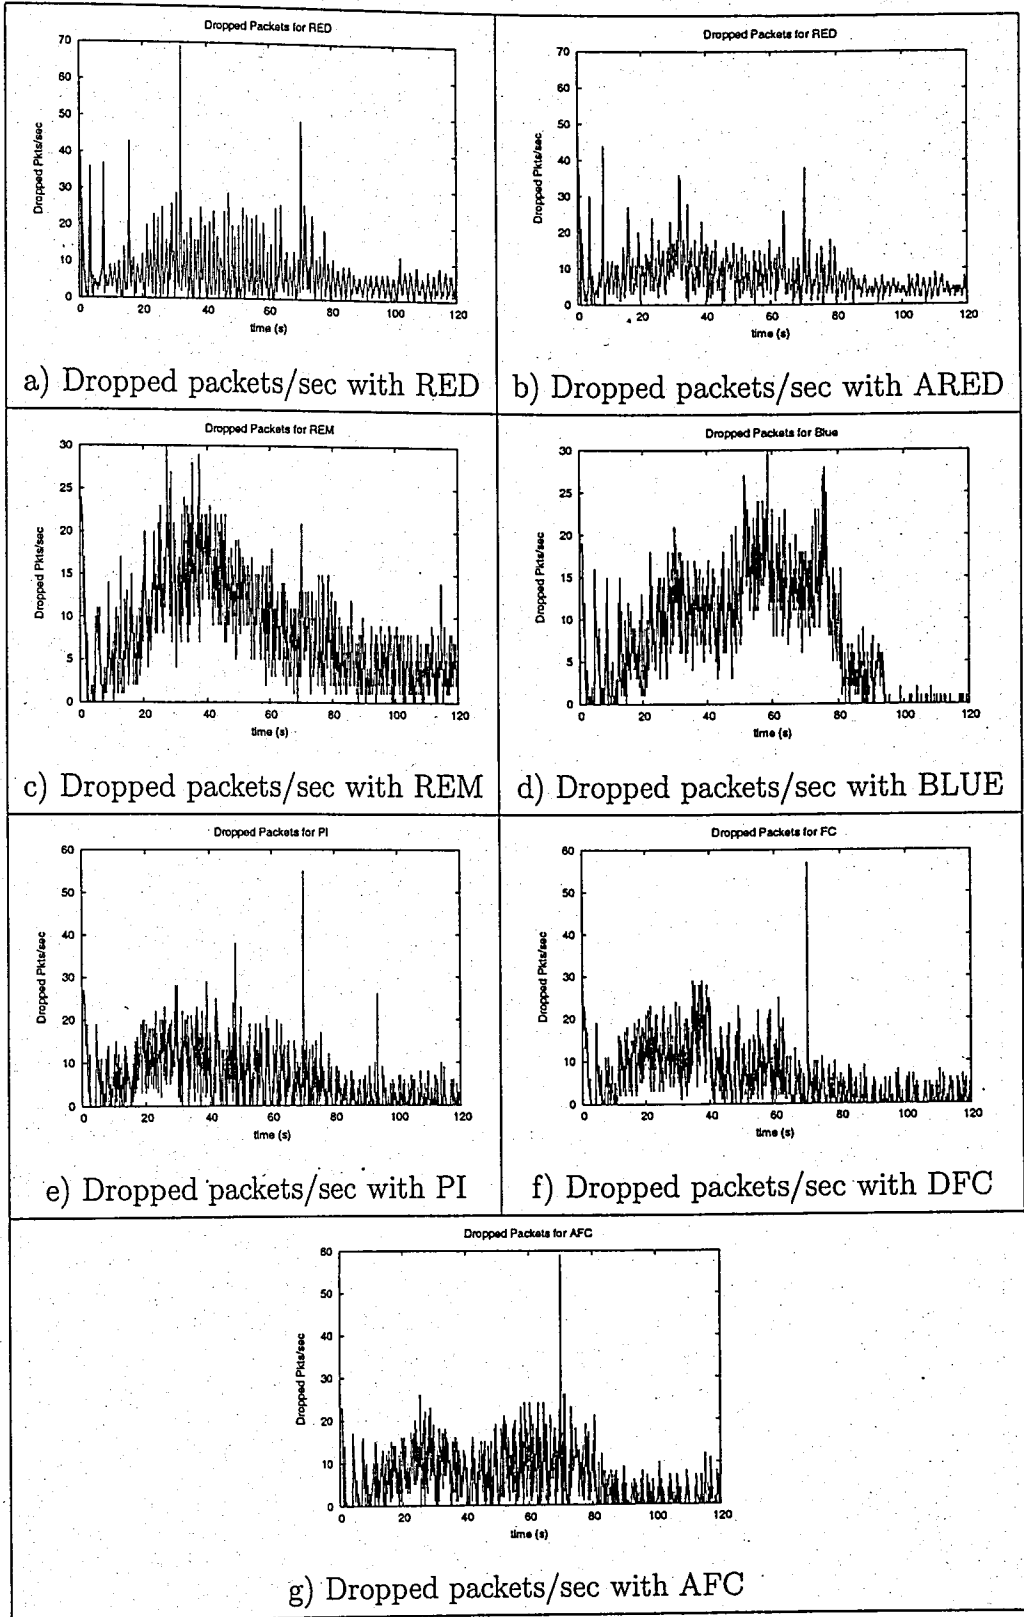 Dropped Packets for RED
70
60
50
40
30
20
10
0
Dropped Pkts/sec
0 20 40 60 80 100 120
time (s)
a) Dropped packets/sec with RED
Dropped Packets for RED
70
60
50
40
30
20
10
0
Dropped Pkts/sec
0 20 40 60 80 100 120
time (s)
b) Dropped packets/sec with ARED
Dropped Packets for REM
30
25
20
15
10
5
0
Dropped Pkts/sec
0 20 40 60 80 100 120
time (s)
c) Dropped packets/sec with REM
Dropped Packets for Blue
30
25
20
15
10
5
0
Dropped Pkts/sec
0 20 40 60 80 100 120
time (s)
d) Dropped packets/sec with BLUE
Dropped Packets for PI
60
50
40
30
20
10
0
Dropped Pkts/sec
0 20 40 60 80 100 120
time (s)
e) Dropped packets/sec with PI
Dropped Packets for FC
60
50
40
30
20
10
0
Dropped Pkts/sec
0 20 40 60 80 100 120
time (s)
f) Dropped packets/sec with DFC
Dropped Packets for AFC
60
50
40
30
20
10
0
Dropped Pkts/sec
0 20 40 60 80 100 120
time (s)
g) Dropped packets/sec with AFC